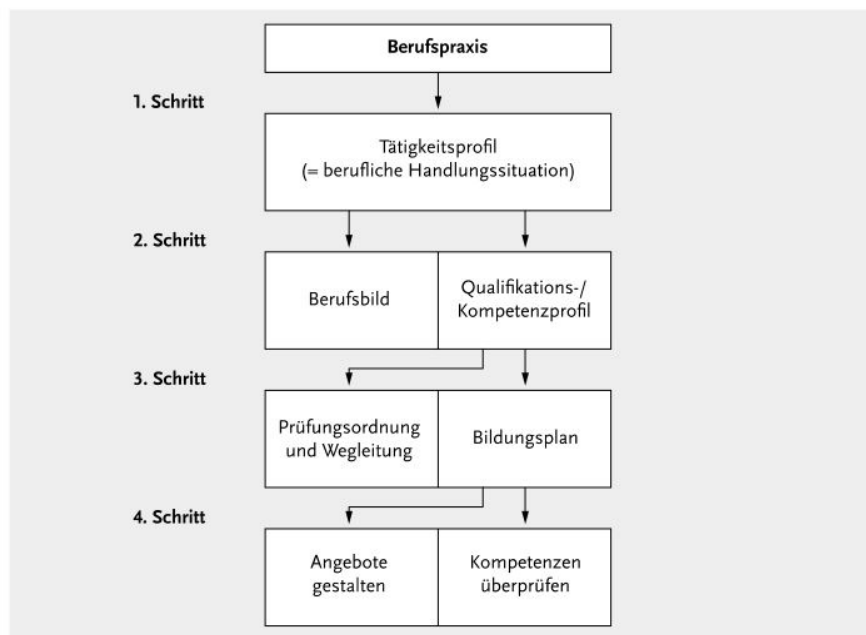 Berufspraxis
1. Schritt
Tätigkeitsprofil
(= berufliche Handlungssituation)
2. Schritt
Berufsbild
Qualifikations-/
Kompetenzprofil
3. Schritt
Prüfungsordnung
und Wegleitung
Bildungsplan
4. Schritt
Angebote
gestalten
Kompetenzen
überprüfen